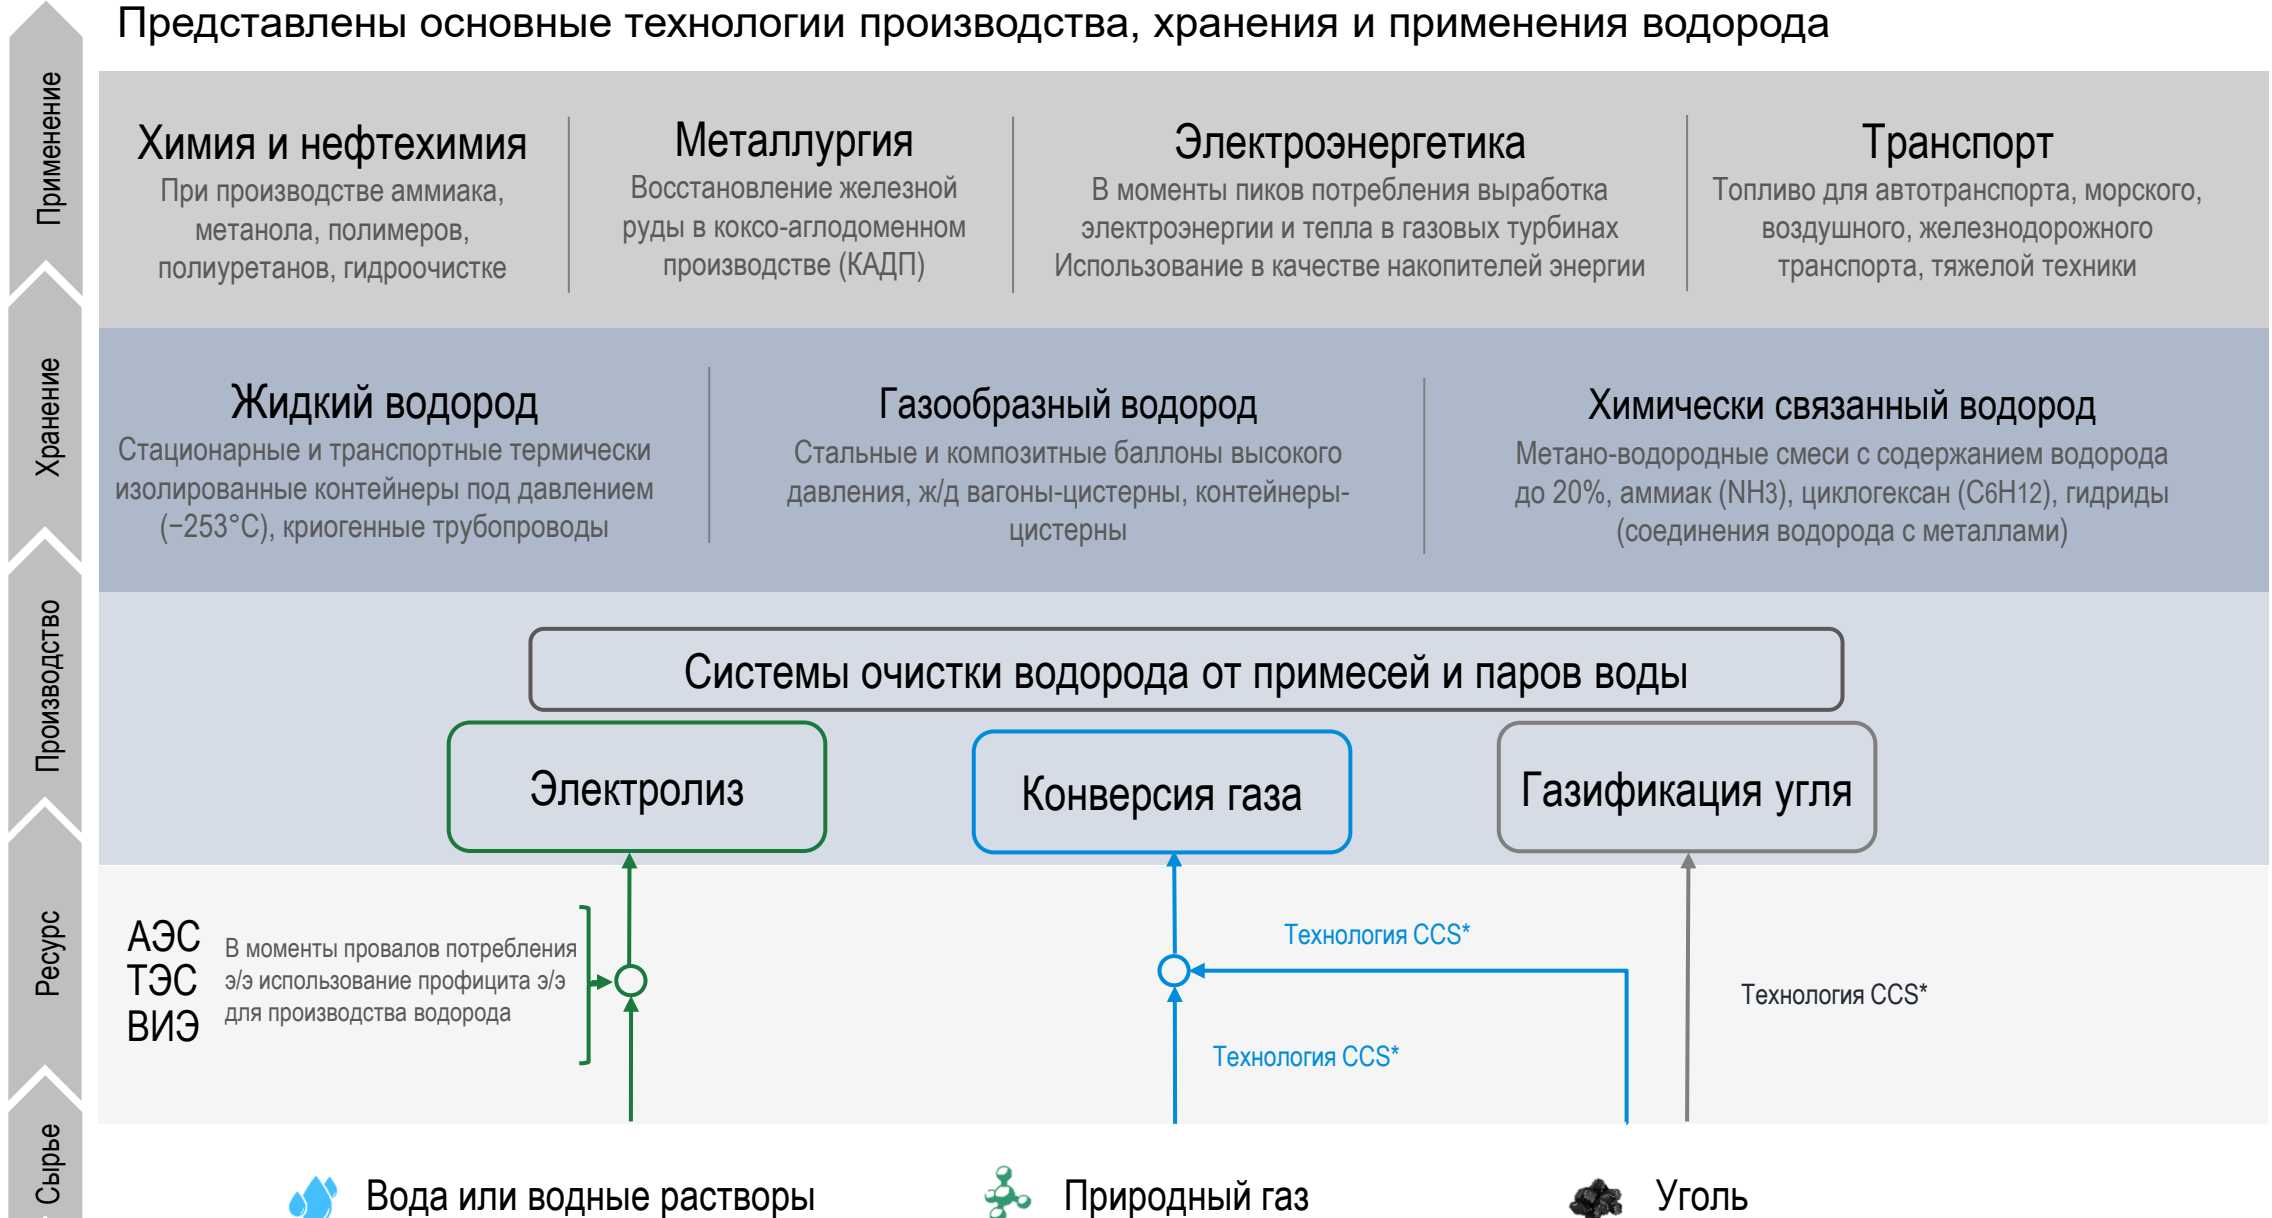 Представлены основные технологии производства, хранения и применения водорода
Применение
Химия и нефтехимия
При производстве аммиака,
метанола, полимеров,
полиуретанов, гидроочистке
Металлургия
Восстановление железной
руды в коксо-аглодоменном
производстве (КАДП)
Электроэнергетика
В моменты пиков потребления выработка
электроэнергии и тепла в газовых турбинах
Использование в качестве накопителей энергии
Транспорт
Топливо для автотранспорта, морского,
воздушного, железнодорожного
транспорта, тяжелой техники
Хранение
Жидкий водород
Стационарные и транспортные термически
изолированные контейнеры под давлением
(−253°C), криогенные трубопроводы
Газообразный водород
Стальные и композитные баллоны высокого
давления, ж/д вагоны-цистерны, контейнеры-
цистерны
Химически связанный водород
Метано-водородные смеси с содержанием водорода
до 20%, аммиак (NH3), циклогексан (C6H12), гидриды
(соединения водорода с металлами)
Производство
Системы очистки водорода от примесей и паров воды
Электролиз
Конверсия газа
Газификация угля
Ресурс
АЭС
ТЭС
ВИЭ
В моменты провалов потребления
э/э использование профицита э/э
для производства водорода
Технология CCS*
Технология CCS*
Технология CCS*
Сырье
Вода или водные растворы
Природный газ
Уголь